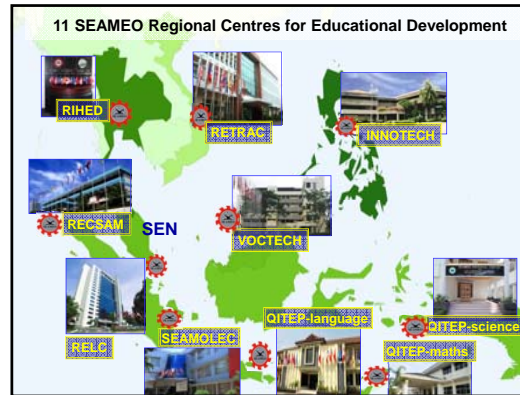 11 SEAMEO Regional Centres for Educational Development
RIHED
RETRAC
INNOTECH
RECSAM
SEN
VOCTECH
RELC
SEAMOLEC
QITEP-language
QITEP-science
QITEP-maths